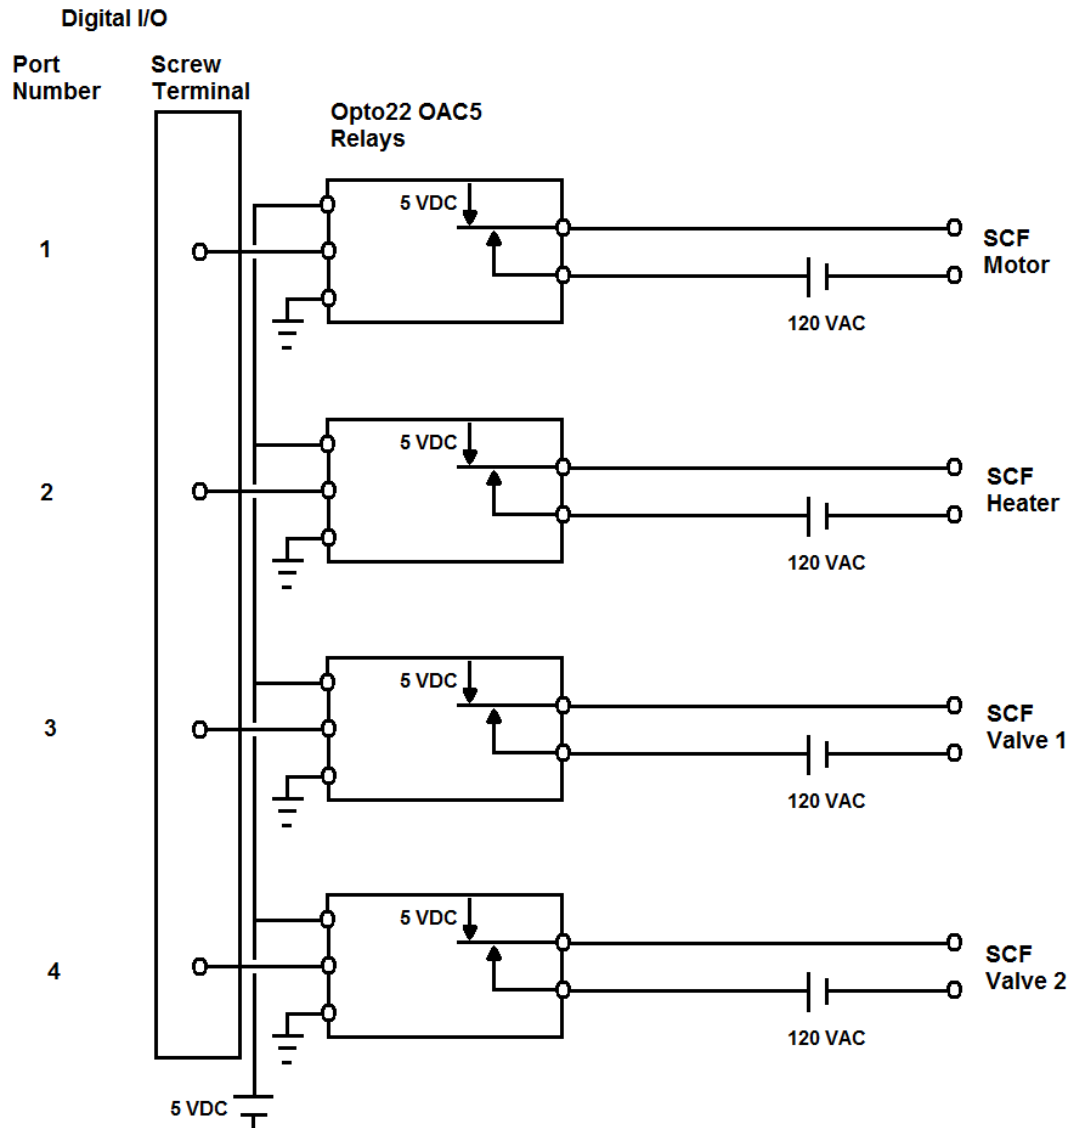 Digital I/O
Port
Number
Screw
Terminal
Opto22 OAC5
Relays
1
5 VDC
SCF
Motor
120 VAC
2
5 VDC
SCF
Heater
120 VAC
3
5 VDC
SCF
Valve 1
120 VAC
4
5 VDC
SCF
Valve 2
120 VAC
5 VDC